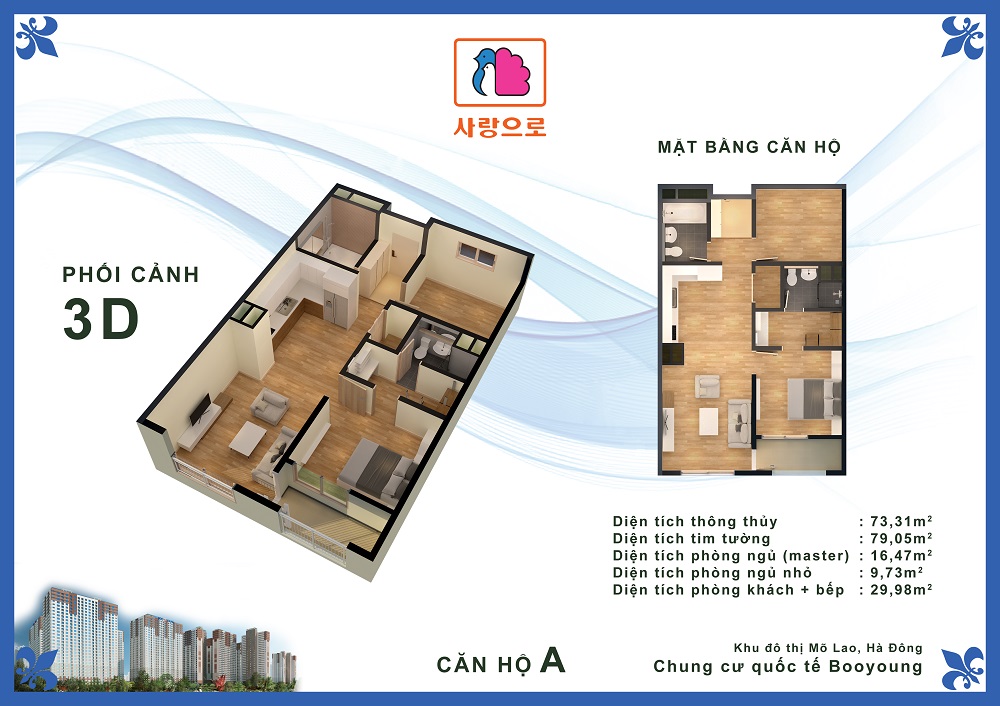 사랑으로
MẶT BẰNG CĂN HỘ
PHỐI CẢNH
3D
Diện tích thông thủy : 73,31m²
Diện tích tim tường : 79,05m²
Diện tích phòng ngủ (master) : 16,47m²
Diện tích phòng ngủ nhỏ : 9,73m²
Diện tích phòng khách + bếp : 29,98m²
CĂN HỘ A
Khu đô thị Mỗ Lao, Hà Đông
Chung cư quốc tế Booyoung